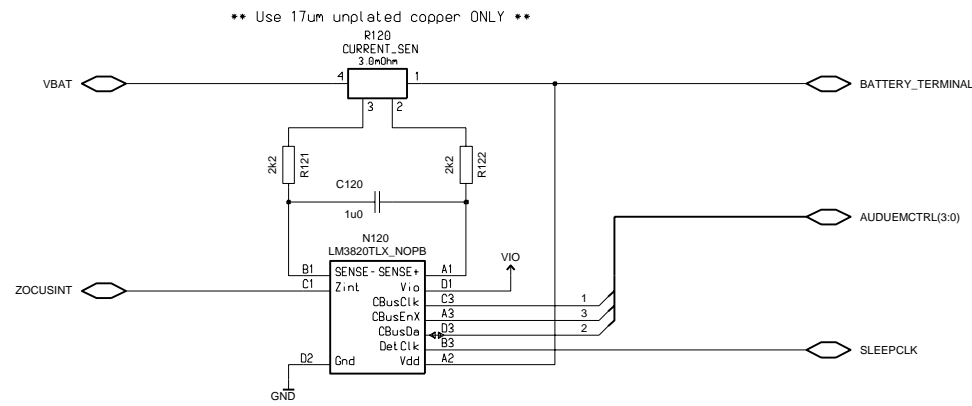 ** Use 17um unplated copper ONLY **
R120
CURRENT_SEN
3.0mOhm
VBAT
4
1
BATTERY_TERMINAL
3
2
2k2
R121
2k2
R122
C120
1u0
AUDUEMCTRL(3:0)
N120
LM3820TLX_NOPB
VIO
B1
SENSE-
SENSE+
A1
ZOCUSINT
C1
Zint
Vio
D1
CBusClk
C3
1
CBusEnX
A3
3
CBusDa
D3
2
DetClk
B3
SLEEPCLK
D2
Gnd
Vdd
A2
GND